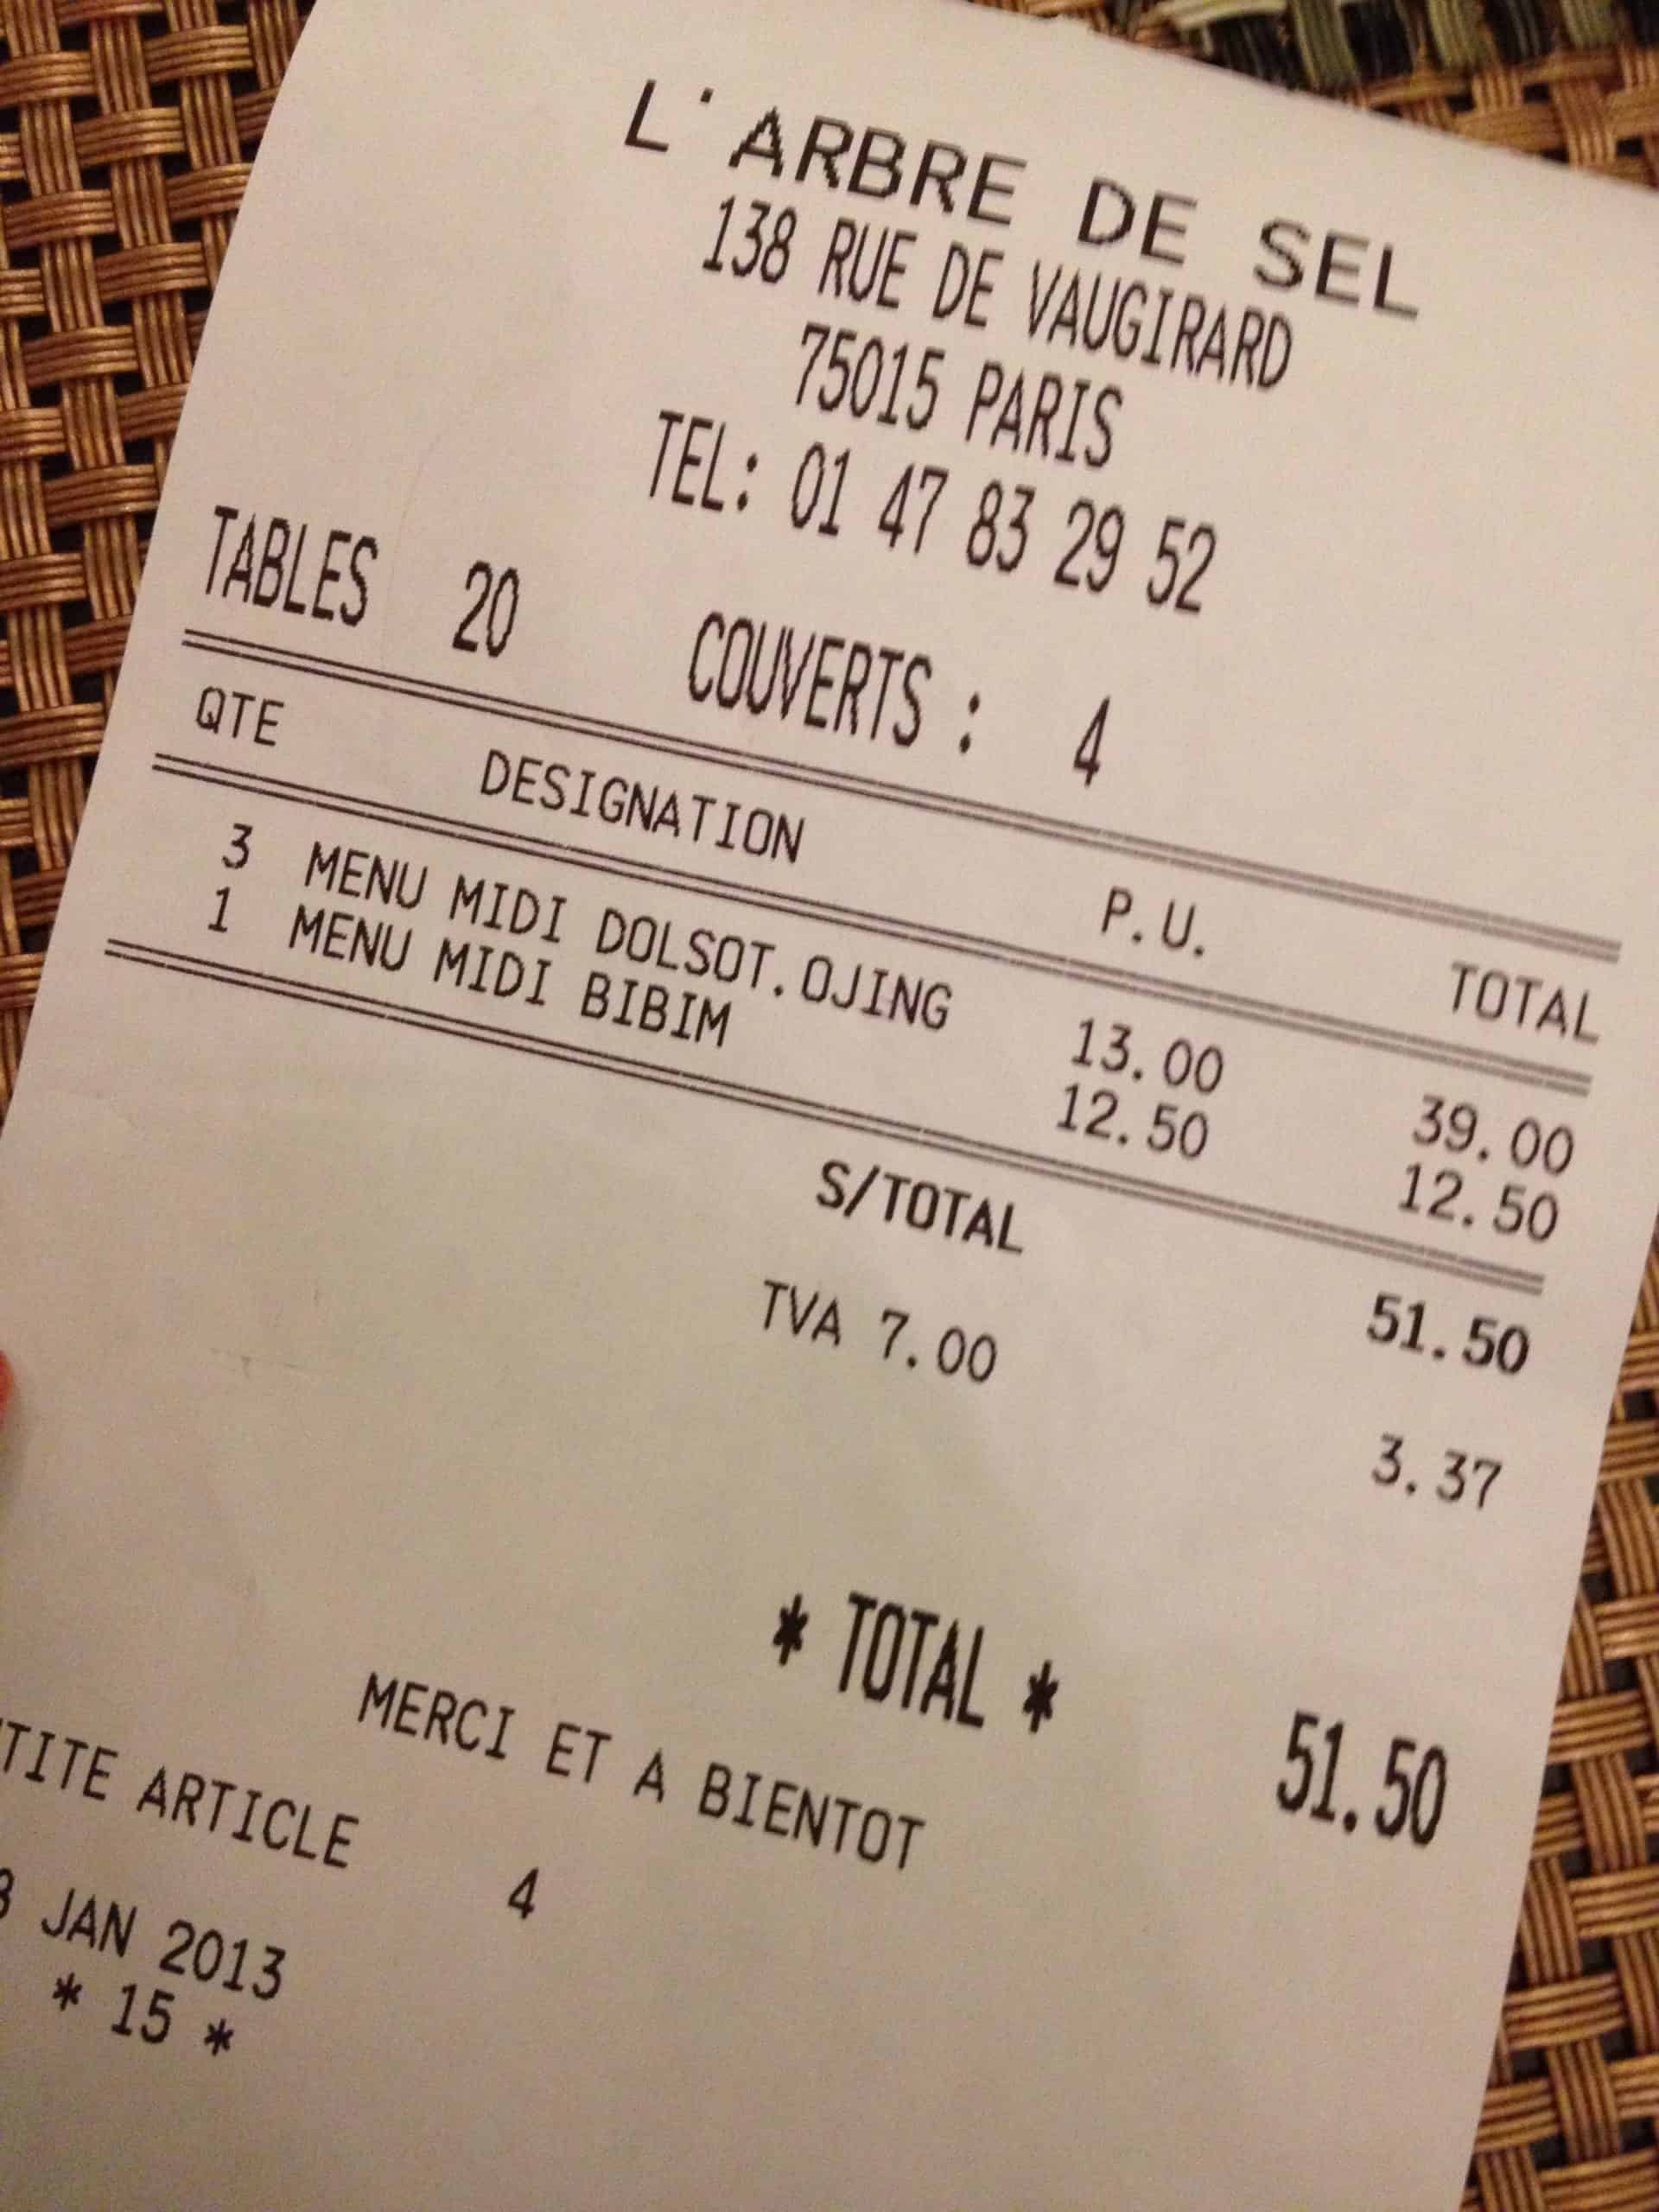 L'ARBRE DE SEL
138 RUE DE VAUGIRARD
75015 PARIS
TEL: 01 47 83 29 52
TABLES 20 COUVERTS : 4
QTE DESIGNATION P.U. TOTAL
3 MENU MIDI DOLSOT.OJING 13.00 39.00
1 MENU MIDI BIBIM 12.50 12.50
S/TOTAL 51.50
TVA 7.00 3.37
* TOTAL * 51.50
MERCI ET A BIENTOT
TITE ARTICLE 4
JAN 2013
* 15 *